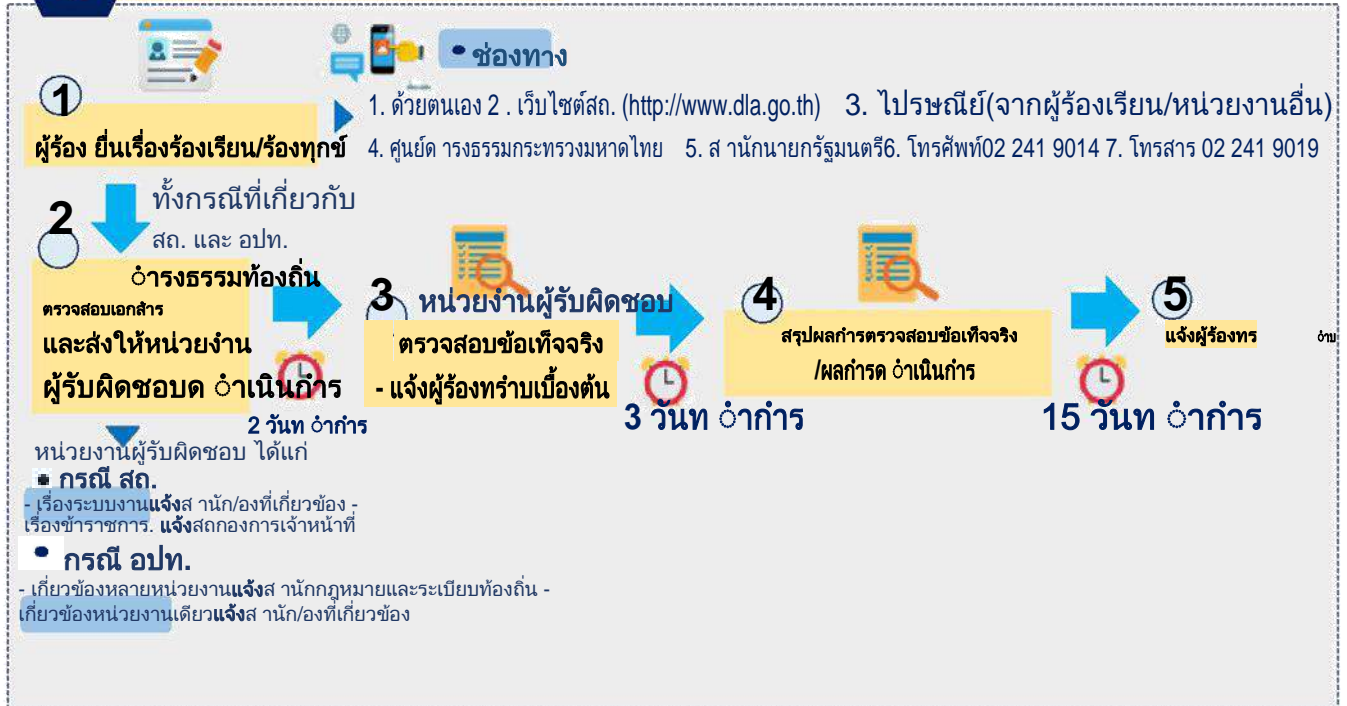 • ช่องทาง
1
1. ด้วยตนเอง 2 . เว็บไซต์สถ. (http://www.dla.go.th) 3. ไปรษณีย์(จากผู้ร้องเรียน/หน่วยงานอื่น)
ผู้ร้อง ยื่นเรื่องร้องเรียน/ร้องทุกข์
4. ศูนย์ด ารงธรรมกระทรวงมหาดไทย 5. ส านักนายกรัฐมนตรี6. โทรศัพท์02 241 9014 7. โทรสาร 02 241 9019
ทั้งกรณีที่เกี่ยวกับ
สถ. และ อปท.
2
ำรงธรรมท้องถิ่น
ตรวจสอบเอกสำร
และส่งให้หน่วยงำน
ผู้รับผิดชอบด ำเนินกำร
2 วันท ำกำร
3 หน่วยงำนผู้รับผิดชอบ
ตรวจสอบข้อเท็จจริง
- แจ้งผู้ร้องทรำบเบื้องต้น
3 วันท ำกำร
4
สรุปผลกำรตรวจสอบข้อเท็จจริง
/ผลกำรด ำเนินกำร
15 วันท ำกำร
5
แจ้งผู้ร้องทร ำบ
หน่วยงานผู้รับผิดชอบ ได้แก่
กรณี สถ.
- เรื่องระบบงานแจ้งส านัก/องที่เกี่ยวข้อง -
เรื่องข้าราชการ. แจ้งสถกองการเจ้าหน้าที่
• กรณี อปท.
- เกี่ยวข้องหลายหน่วยงานแจ้งส านักกฎหมายและระเบียบท้องถิ่น -
เกี่ยวข้องหน่วยงานเดียวแจ้งส านัก/องที่เกี่ยวข้อง